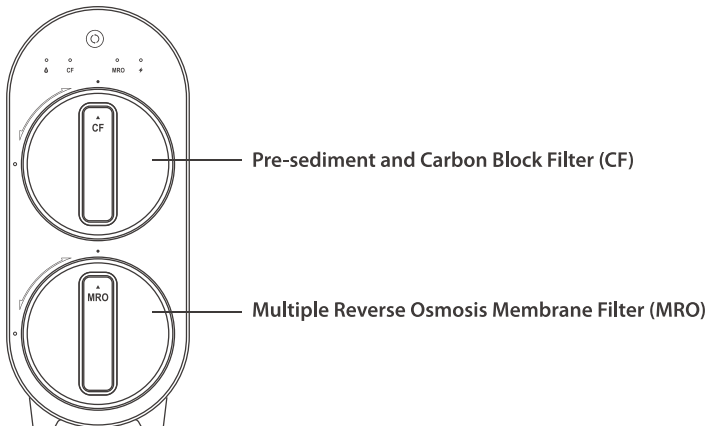 CF MRO
CF
Pre-sediment and Carbon Block Filter (CF)
MRO
Multiple Reverse Osmosis Membrane Filter (MRO)